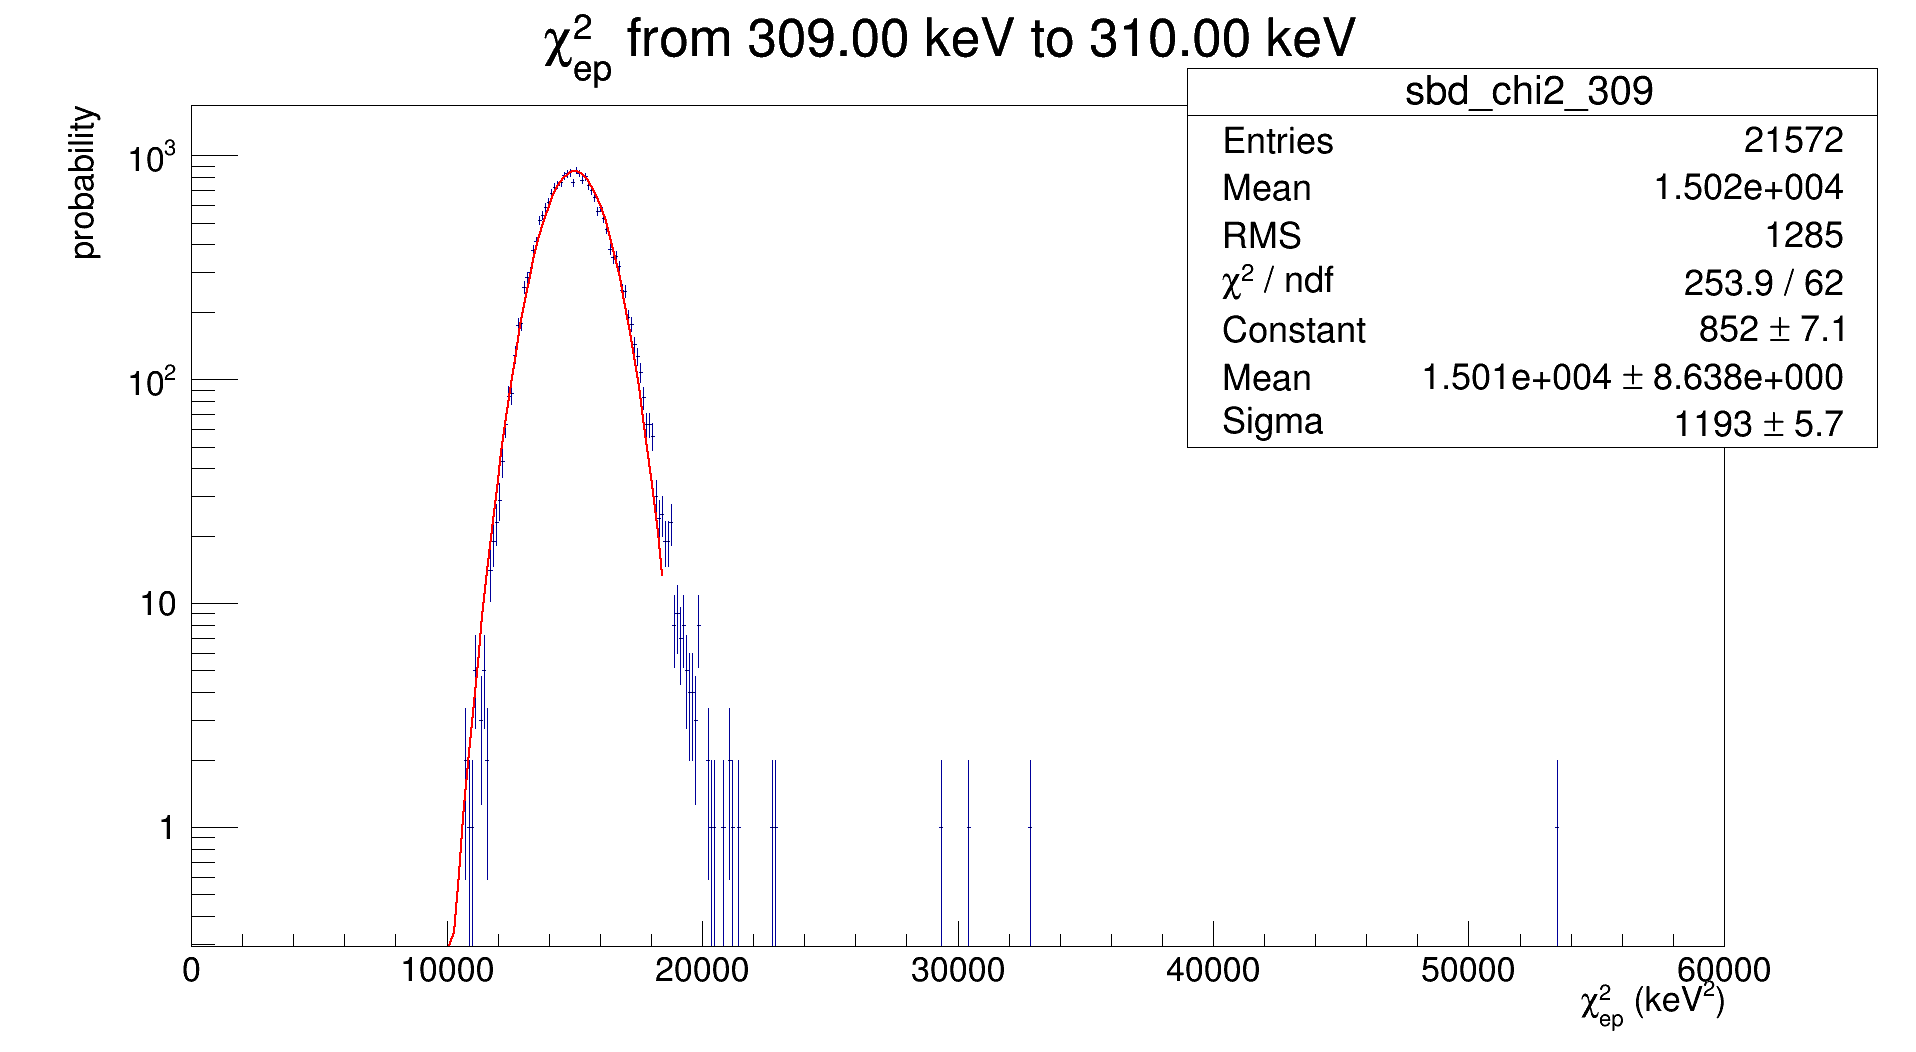 χ²ep from 309.00 keV to 310.00 keV
probability
sbd_chi2_309
Entries 21572
Mean 1.502e+004
RMS 1285
χ² / ndf 253.9 / 62
Constant 852 ± 7.1
Mean 1.501e+004 ± 8.638e+000
Sigma 1193 ± 5.7
10³
10²
10
1
0 10000 20000 30000 40000 50000 60000
χ²ep (keV²)